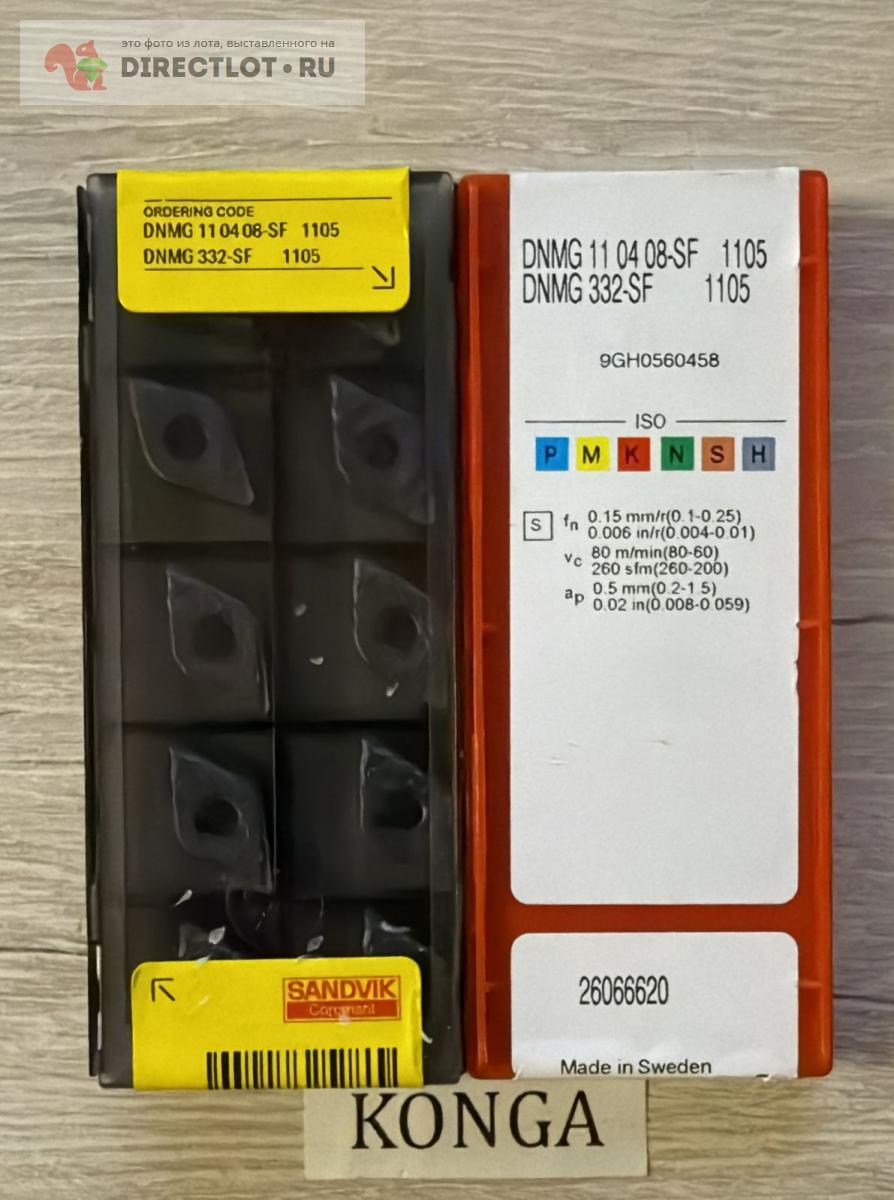 это фото из лота, выставленного на
DIRECTLOT.RU
ORDERING CODE
DNMG 11 04 08-SF 1105
DNMG 332-SF 1105
SANDVIK
Coromant
DNMG 11 04 08-SF 1105
DNMG 332-SF 1105
9GH0560458
ISO
P M K N S H
S fn 0.15 mm/r(0.1-0.25)
0.006 in/r(0.004-0.01)
vc 80 m/min(80-60)
260 sfm(260-200)
ap 0.5 mm(0.2-1.5)
0.02 in(0.008-0.059)
26066620
Made in Sweden
KONGA